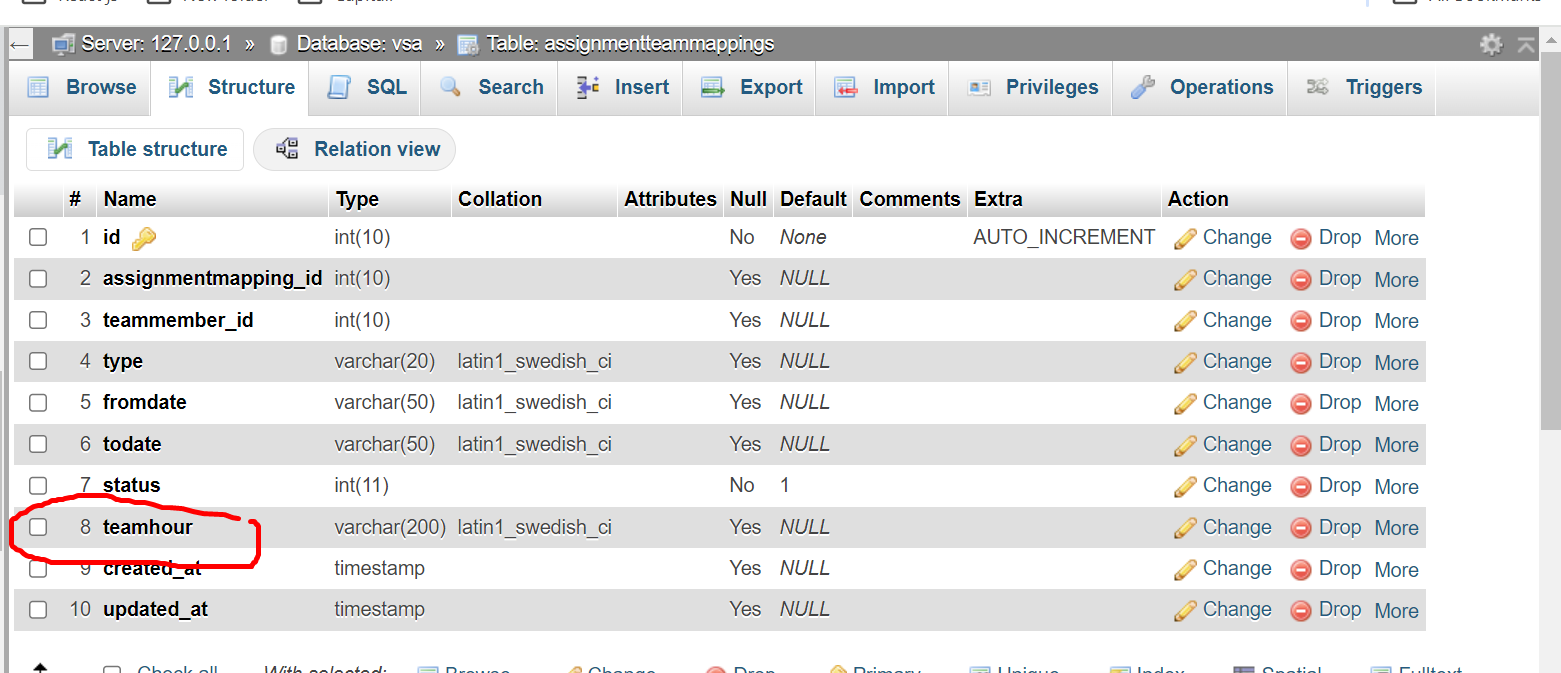 Server: 127.0.0.1 » Database: vsa » Table: assignmentteammappings
Browse Structure SQL Search Insert Export Import Privileges Operations Triggers
Table structure Relation view
# Name Type Collation Attributes Null Default Comments Extra Action
1 id int(10) No None AUTO_INCREMENT Change Drop More
2 assignmentmapping_id int(10) Yes NULL Change Drop More
3 teammember_id int(10) Yes NULL Change Drop More
4 type varchar(20) latin1_swedish_ci Yes NULL Change Drop More
5 fromdate varchar(50) latin1_swedish_ci Yes NULL Change Drop More
6 todate varchar(50) latin1_swedish_ci Yes NULL Change Drop More
7 status int(11) No 1 Change Drop More
8 teamhour varchar(200) latin1_swedish_ci Yes NULL Change Drop More
9 created_at timestamp Yes NULL Change Drop More
10 updated_at timestamp Yes NULL Change Drop More
Check all With selected: Browse Change Drop Primary Unique Index Spatial Fulltext